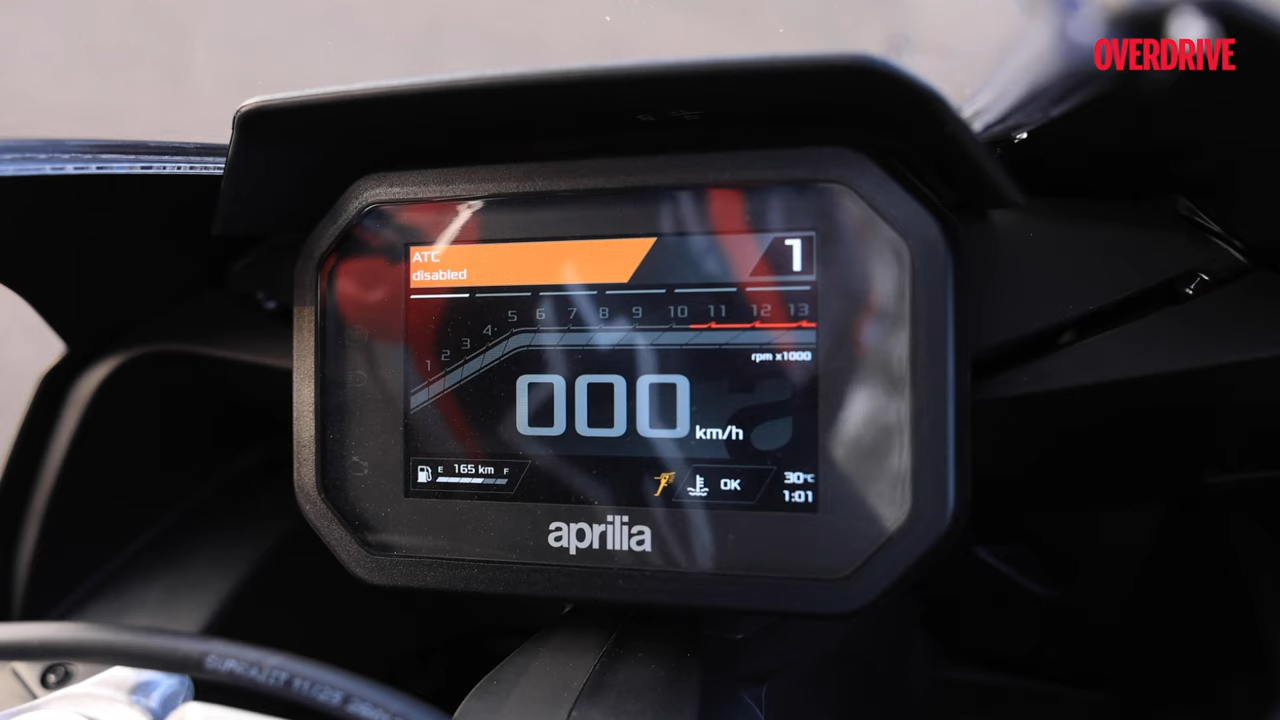 OVERDRIVE
ATC
disabled
1
1 2 3 4 5 6 7 8 9 10 11 12 13
rpm x1000
000 km/h
E 165 km F
OK
30°C
1:01
aprilia